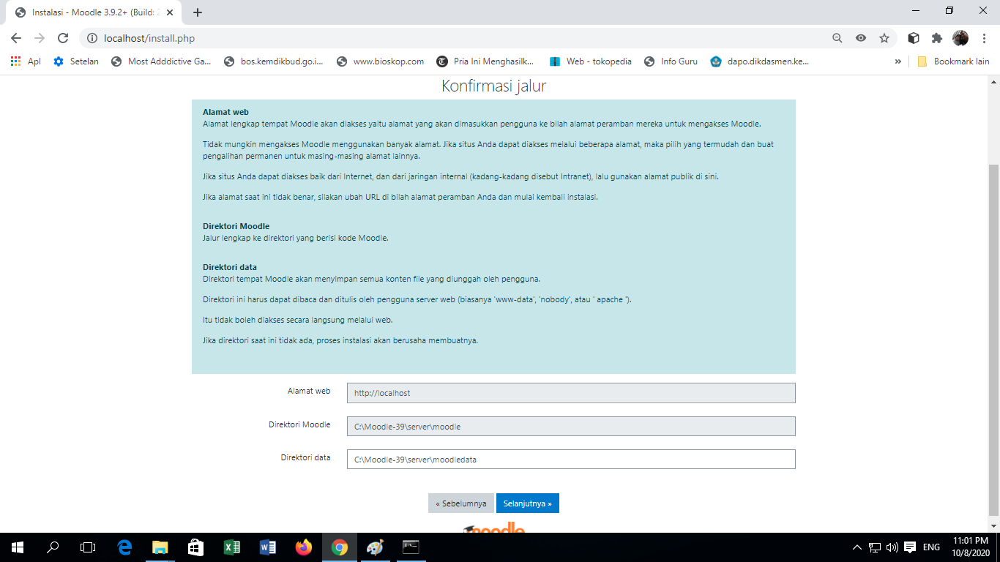 Instalasi - Moodle 3.9.2+ (Build: 2
localhost/install.php
Apl
Setelan
Most Adddictive Ga...
bos.kemdikbud.go.i...
www.bioskop.com
Pria Ini Menghasilk...
Web - tokopedia
Info Guru
dapo.dikdasmen.ke...
»
Bookmark lain
Konfirmasi jalur
Alamat web
Alamat lengkap tempat Moodle akan diakses yaitu alamat yang akan dimasukkan pengguna ke bilah alamat peramban mereka untuk mengakses Moodle.
Tidak mungkin mengakses Moodle menggunakan banyak alamat. Jika situs Anda dapat diakses melalui beberapa alamat, maka pilih yang termudah dan buat
pengalihan permanen untuk masing-masing alamat lainnya.
Jika situs Anda dapat diakses baik dari Internet, dan dari jaringan internal (kadang-kadang disebut Intranet), lalu gunakan alamat publik di sini.
Jika alamat saat ini tidak benar, silakan ubah URL di bilah alamat peramban Anda dan mulai kembali instalasi.
Direktori Moodle
Jalur lengkap ke direktori yang berisi kode Moodle.
Direktori data
Direktori tempat Moodle akan menyimpan semua konten file yang diunggah oleh pengguna.
Direktori ini harus dapat dibaca dan ditulis oleh pengguna server web (biasanya 'www-data', 'nobody', atau ' apache ').
Itu tidak boleh diakses secara langsung melalui web.
Jika direktori saat ini tidak ada, proses instalasi akan berusaha membuatnya.
Alamat web
http://localhost
Direktori Moodle
C:\Moodle-39\server\moodle
Direktori data
C:\Moodle-39\server\moodledata
« Sebelumnya
Selanjutnya »
moodle
ENG
11:01 PM
10/8/2020